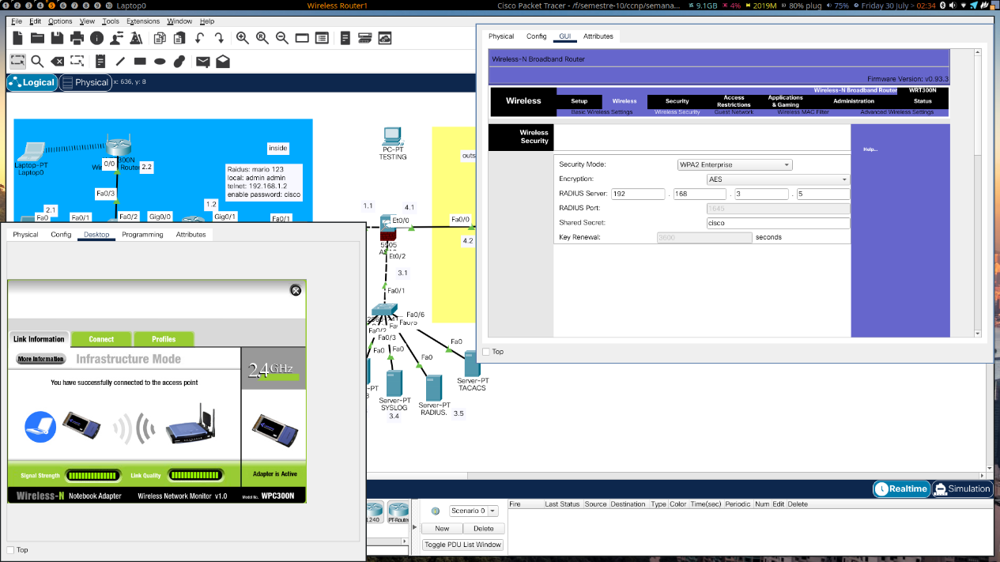 1 2 3 4 5 6 7 8 9 10 Laptop0
Wireless Router1
Cisco Packet Tracer - /f/semestre-10/ccnp/semana...
9.1GB 4% 2019M 80% plug 75% Friday 30 July > 02:34
File Edit Options View Tools Extensions Window Help
Logical Physical x: 636, y: 8
Laptop-PT
Laptop0
300N
Router
0/0
2.2
Fa0/3
inside
Raidus: mario 123
local: admin admin
telnet: 192.168.1.2
enable password: cisco
2.1
Fa0
Fa0/1
Fa0/2
Gig0/0
1.2
Gig0/1
Fa0/1
PC-PT
TESTING
outs
1.1
4.1
Et0/0
Fa0/0
4.2
5505
Et0/2
3.1
Fa0/1
Fa0/6
Fa0/5
Fa0/2
Fa0/3
Fa0
Fa0
Fa0
Fa0
Server-PT
TACACS
Server-PT
SYSLOG
3.4
Server-PT
RADIUS.
3.5
Physical Config GUI Attributes
Wireless-N Broadband Router
Firmware Version: v0.93.3
Wireless-N Broadband Router WRT300N
Wireless
Setup Wireless Security Access Restrictions Applications & Gaming Administration Status
Basic Wireless Settings Wireless Security Guest Network Wireless MAC Filter Advanced Wireless Settings
Wireless
Security
Help...
Security Mode: WPA2 Enterprise
Encryption: AES
RADIUS Server: 192 . 168 . 3 . 5
RADIUS Port: 1645
Shared Secret: cisco
Key Renewal: 3600 seconds
Top
Physical Config Desktop Programming Attributes
Link Information Connect Profiles
More Information Infrastructure Mode
2.4GHz
You have successfully connected to the access point
Signal Strength Link Quality Adapter is Active
Wireless-N Notebook Adapter Wireless Network Monitor v1.0 Model No. WPC300N
Top
Realtime Simulation
1240 PT-Router
Scenario 0
New Delete
Toggle PDU List Window
Fire Last Status Source Destination Type Color Time(sec) Periodic Num Edit Delete